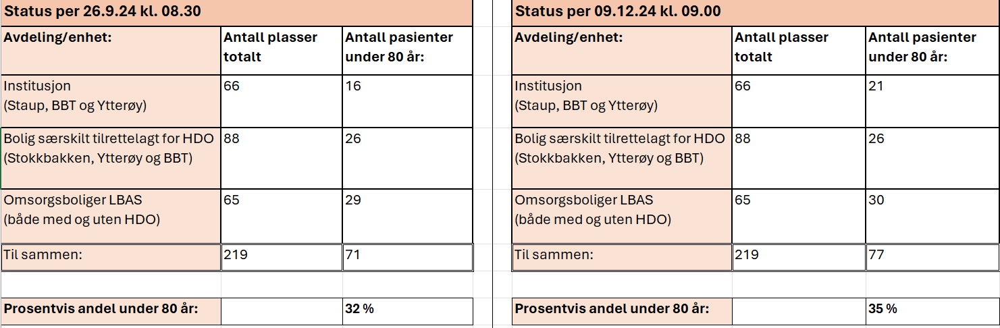 Status per 26.9.24 kl. 08.30
Avdeling/enhet: Antall plasser totalt Antall pasienter under 80 år:
Institusjon (Staup, BBT og Ytterøy) 66 16
Bolig særskilt tilrettelagt for HDO (Stokkbakken, Ytterøy og BBT) 88 26
Omsorgsboliger LBAS (både med og uten HDO) 65 29
Til sammen: 219 71
Prosentvis andel under 80 år: 32 %
Status per 09.12.24 kl. 09.00
Avdeling/enhet: Antall plasser totalt Antall pasienter under 80 år:
Institusjon (Staup, BBT og Ytterøy) 66 21
Bolig særskilt tilrettelagt for HDO (Stokkbakken, Ytterøy og BBT) 88 26
Omsorgsboliger LBAS (både med og uten HDO) 65 30
Til sammen: 219 77
Prosentvis andel under 80 år: 35 %